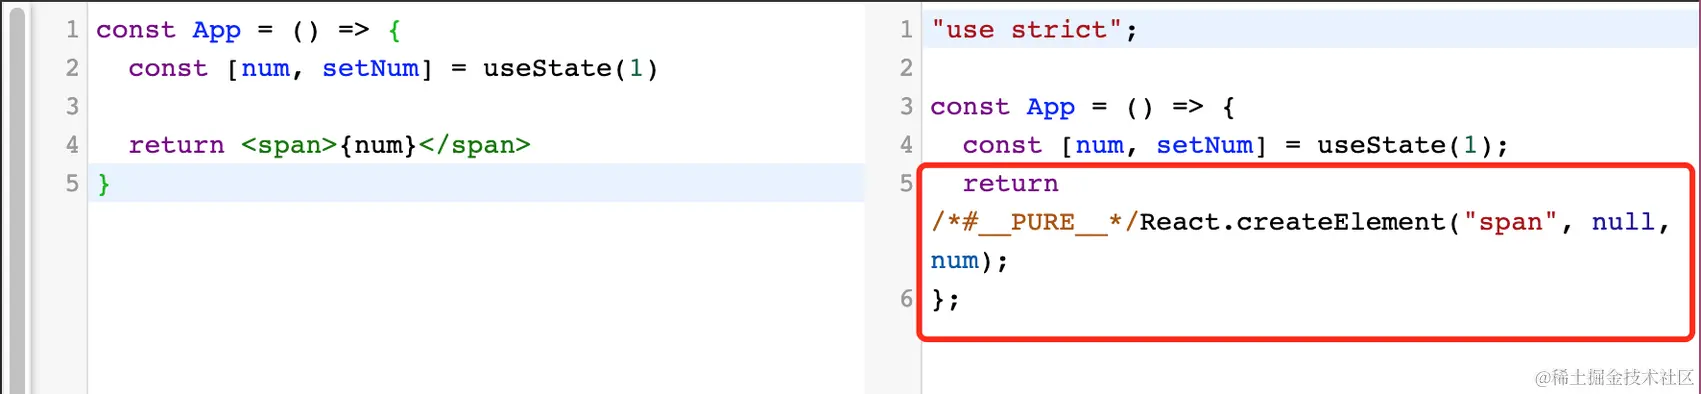 1 const App = () => {
2   const [num, setNum] = useState(1)
3
4   return <span>{num}</span>
5 }
1 "use strict";
2
3 const App = () => {
4   const [num, setNum] = useState(1);
5   return
/*#__PURE__*/React.createElement("span", null,
num);
6 };
@稀土掘金技术社区